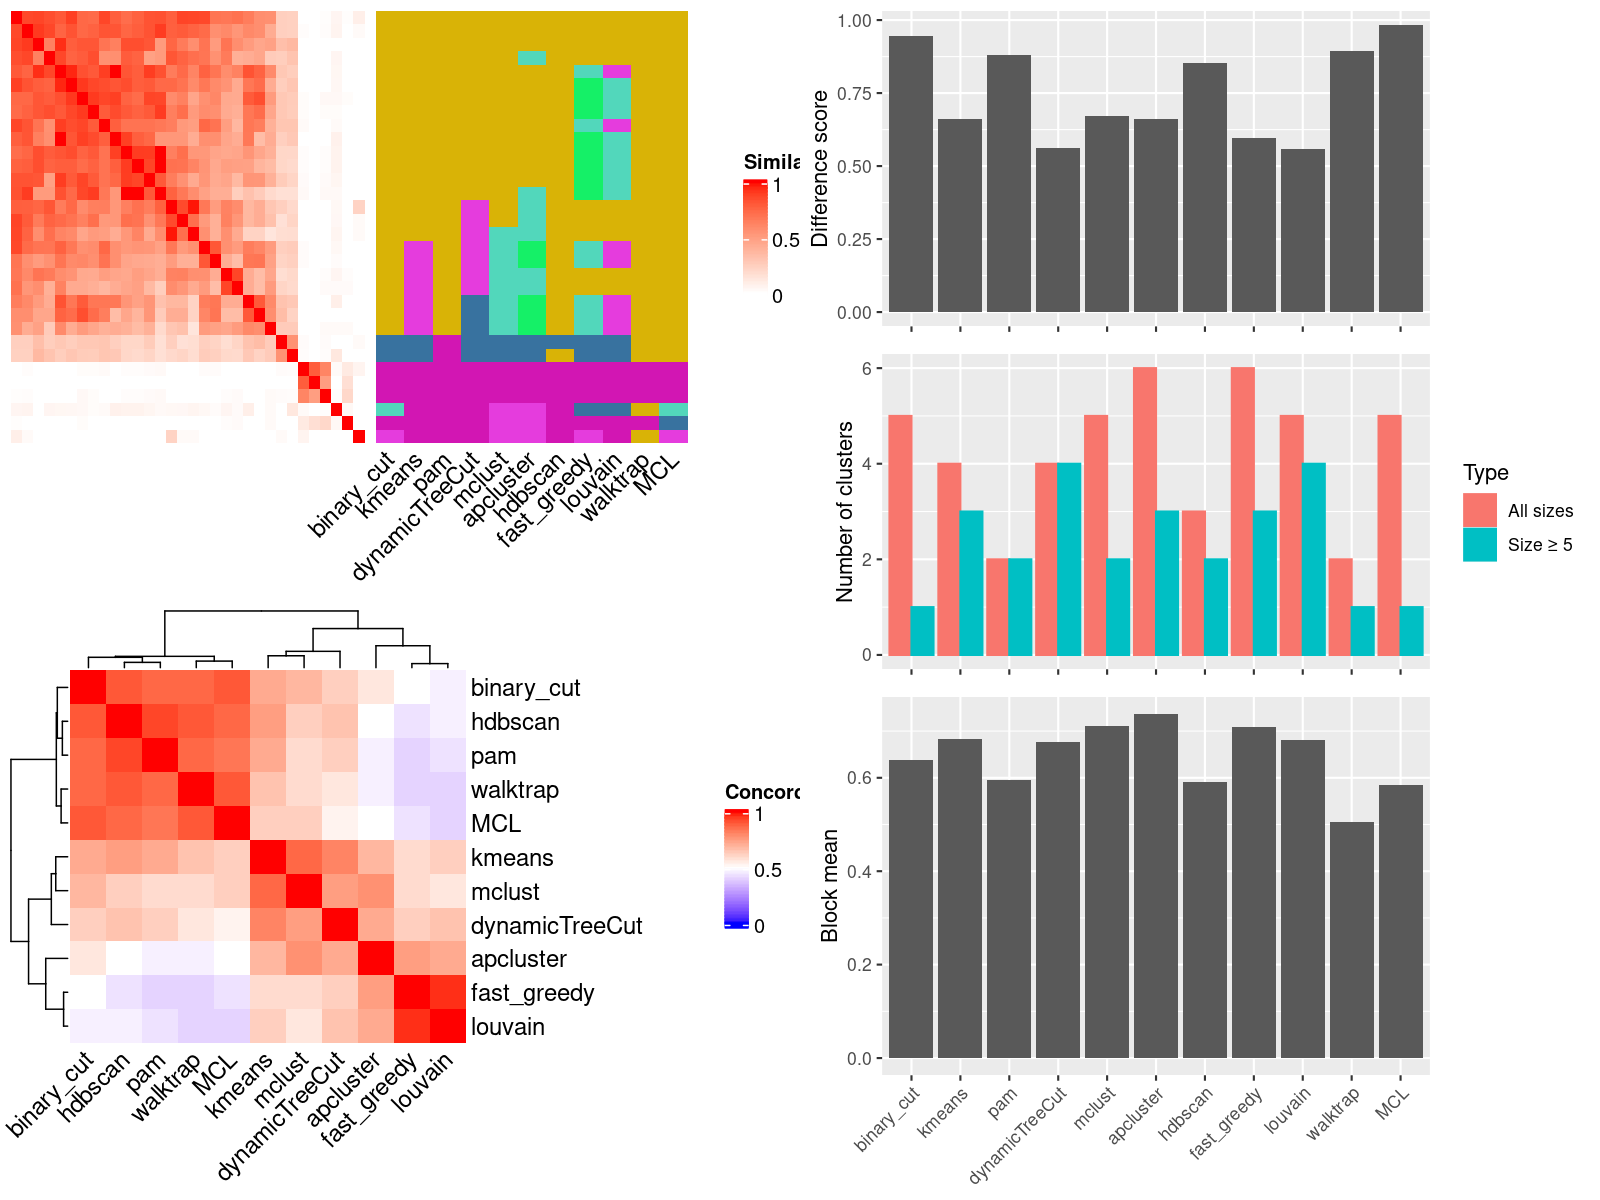 Simila
1
0.5
0
binary_cut
kmeans
pam
dynamicTreeCut
mclust
apcluster
hdbscan
fast_greedy
louvain
walktrap
MCL
binary_cut
hdbscan
pam
walktrap
MCL
kmeans
mclust
dynamicTreeCut
apcluster
fast_greedy
louvain
binary_cut
hdbscan
pam
walktrap
MCL
kmeans
mclust
dynamicTreeCut
apcluster
fast_greedy
louvain
Concord
1
0.5
0
Difference score
1.00
0.75
0.50
0.25
0.00
Number of clusters
6
4
2
0
Type
All sizes
Size ≥ 5
Block mean
0.6
0.4
0.2
0.0
binary_cut
kmeans
pam
dynamicTreeCut
mclust
apcluster
hdbscan
fast_greedy
louvain
walktrap
MCL